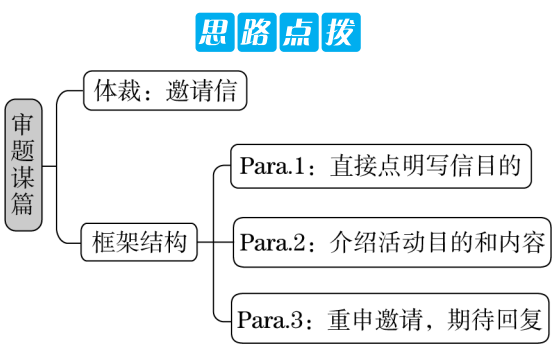 思路点拨
审题谋篇
体裁：邀请信
框架结构
Para.1：直接点明写信目的
Para.2：介绍活动目的和内容
Para.3：重申邀请，期待回复